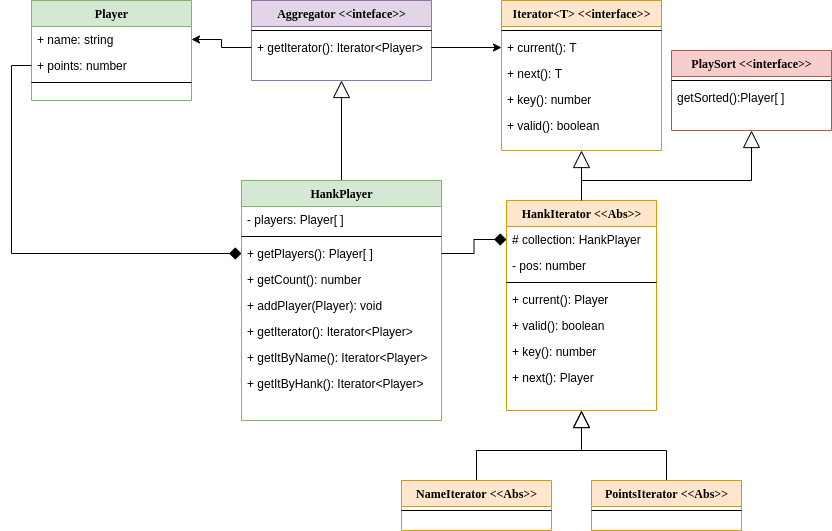 Player
+ name: string
+ points: number
Aggregator <<inteface>>
+ getIterator(): Iterator<Player>
Iterator<T> <<interface>>
+ current(): T
+ next(): T
+ key(): number
+ valid(): boolean
PlaySort <<interface>>
getSorted():Player[ ]
HankPlayer
- players: Player[ ]
+ getPlayers(): Player[ ]
+ getCount(): number
+ addPlayer(Player): void
+ getIterator(): Iterator<Player>
+ getItByName(): Iterator<Player>
+ getItByHank(): Iterator<Player>
HankIterator <<Abs>>
# collection: HankPlayer
- pos: number
+ current(): Player
+ valid(): boolean
+ key(): number
+ next(): Player
NameIterator <<Abs>>
PointsIterator <<Abs>>